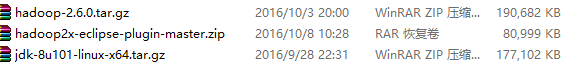 hadoop-2.6.0.tar.gz 2016/10/3 20:00 WinRAR ZIP 压缩... 190,682 KB
hadoop2x-eclipse-plugin-master.zip 2016/10/8 10:28 RAR 恢复卷 80,999 KB
jdk-8u101-linux-x64.tar.gz 2016/9/28 22:31 WinRAR ZIP 压缩... 177,102 KB